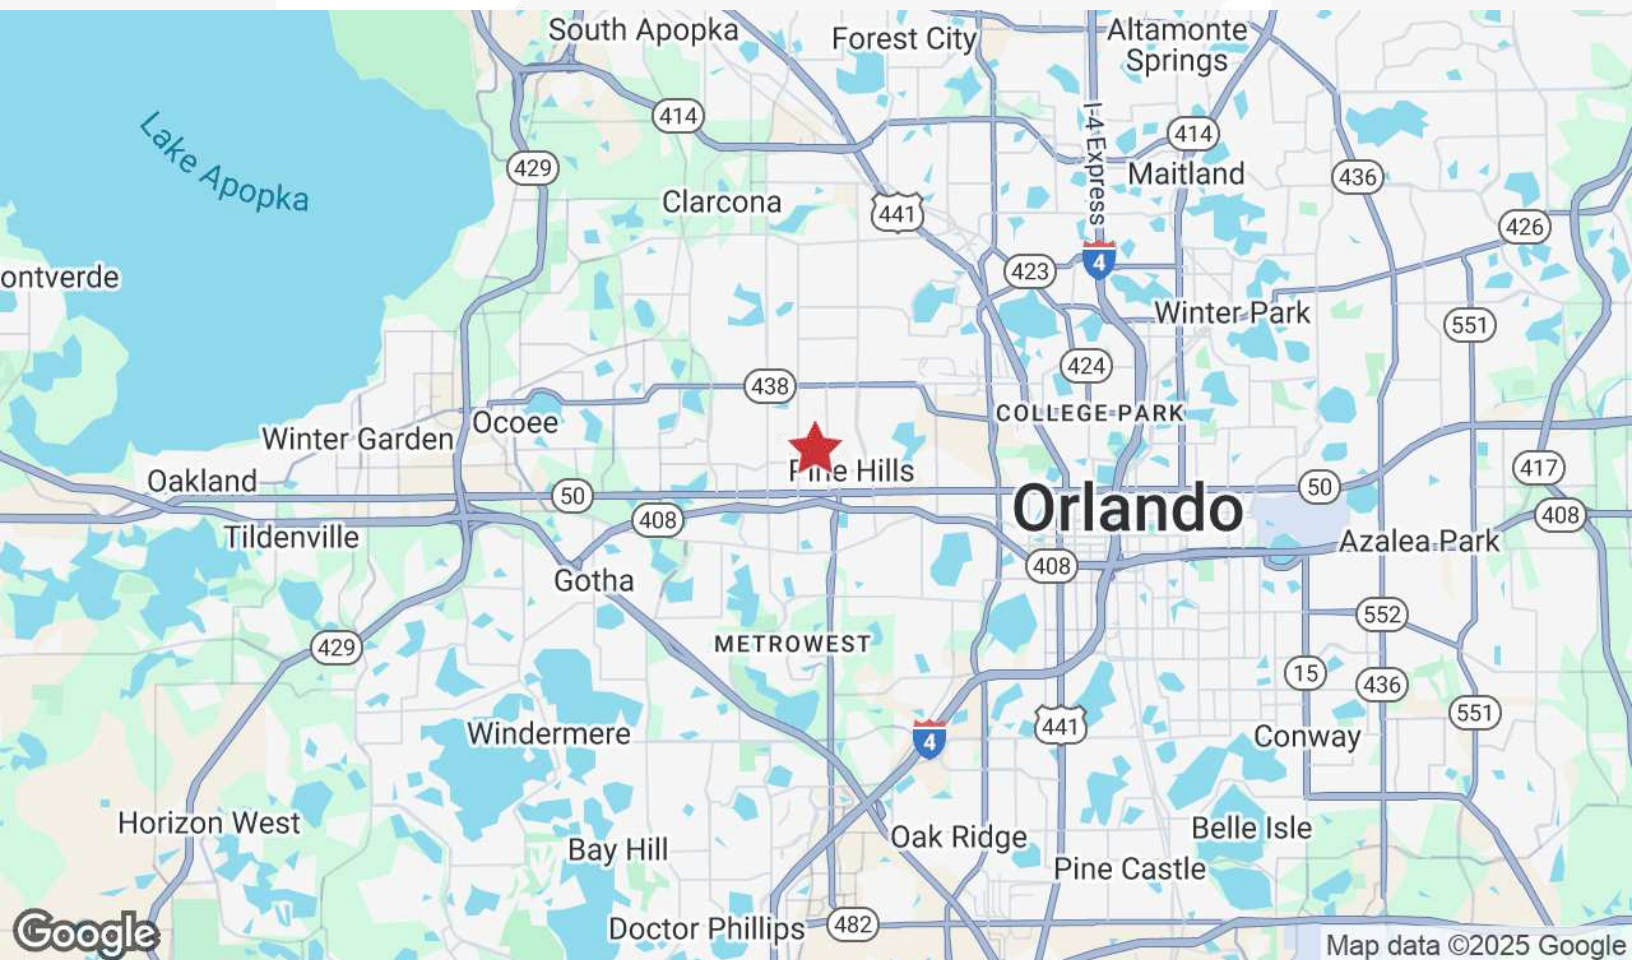 South Apopka
Forest City
Altamonte
Springs
Lake Apopka
414
I-4 Express
414
429
Maitland
436
Clarcona
441
426
ontverde
423
4
Winter Park
551
424
438
COLLEGE PARK
Ocoee
Winter Garden
Pine Hills
417
Oakland
50
50
Orlando
408
408
Tildenville
Azalea Park
408
Gotha
552
429
METROWEST
15
436
551
441
Windermere
4
Conway
Horizon West
Belle Isle
Oak Ridge
Bay Hill
Pine Castle
Doctor Phillips
482
Google
Map data ©2025 Google